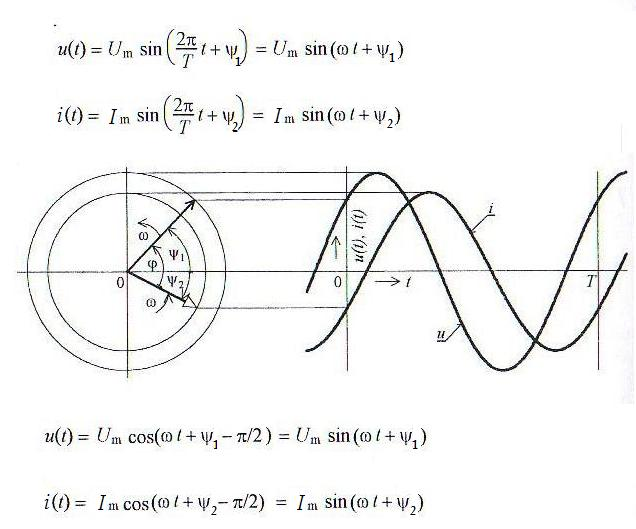 u(t) = Um sin(2π/T t + ψ1) = Um sin(ω t + ψ1)
i(t) = Im sin(2π/T t + ψ2) = Im sin(ω t + ψ2)
ω
ψ1
φ
0
ψ2
ω
u(t), i(t)
0
t
i
u
T
u(t) = Um cos(ω t + ψ1 − π/2) = Um sin(ω t + ψ1)
i(t) = Im cos(ω t + ψ2 − π/2) = Im sin(ω t + ψ2)